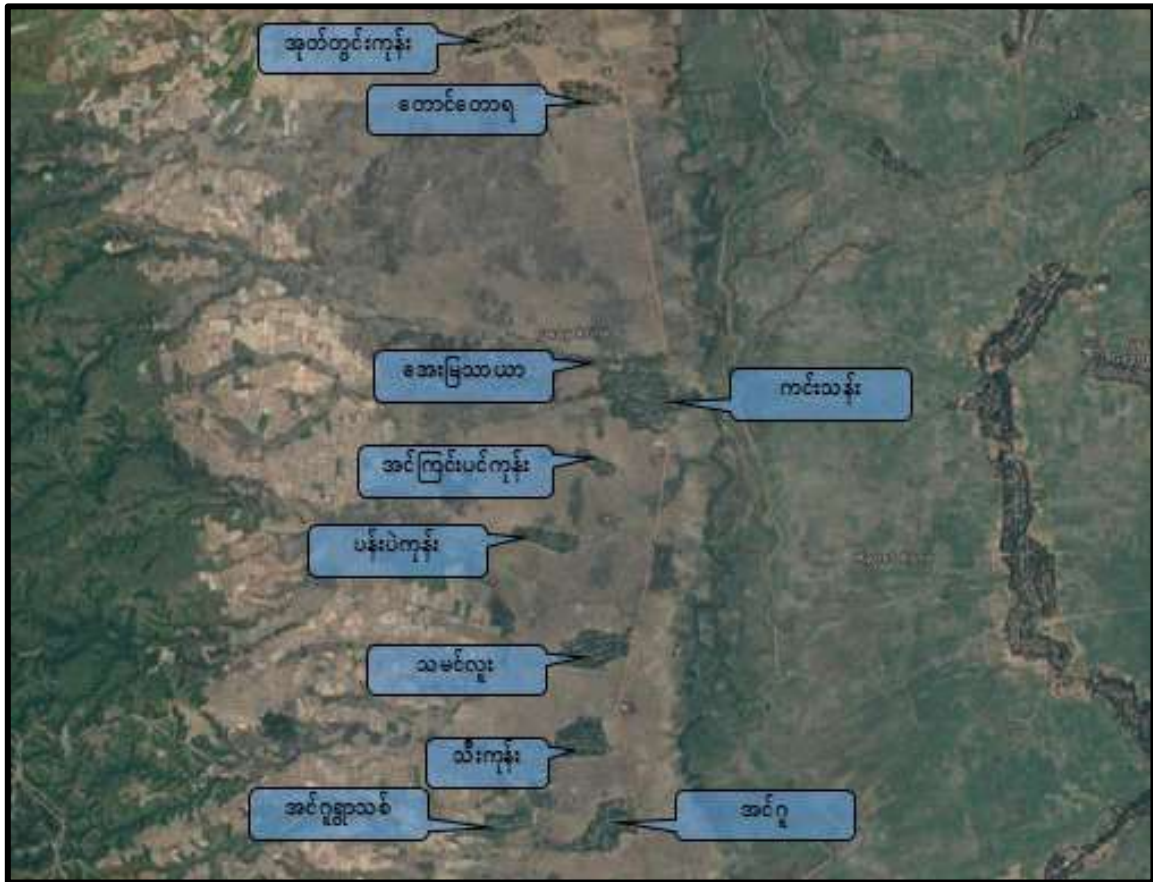 အုတ်တွင်းကုန်း
တောင်တောရ
အေးမြသာယာ
ကင်းသန်း
အင်ကြင်းပင်ကုန်း
ပန်းပဲကုန်း
သမင်လူး
သီးကုန်း
အင်ဂူရွာသစ်
အင်ဂူ